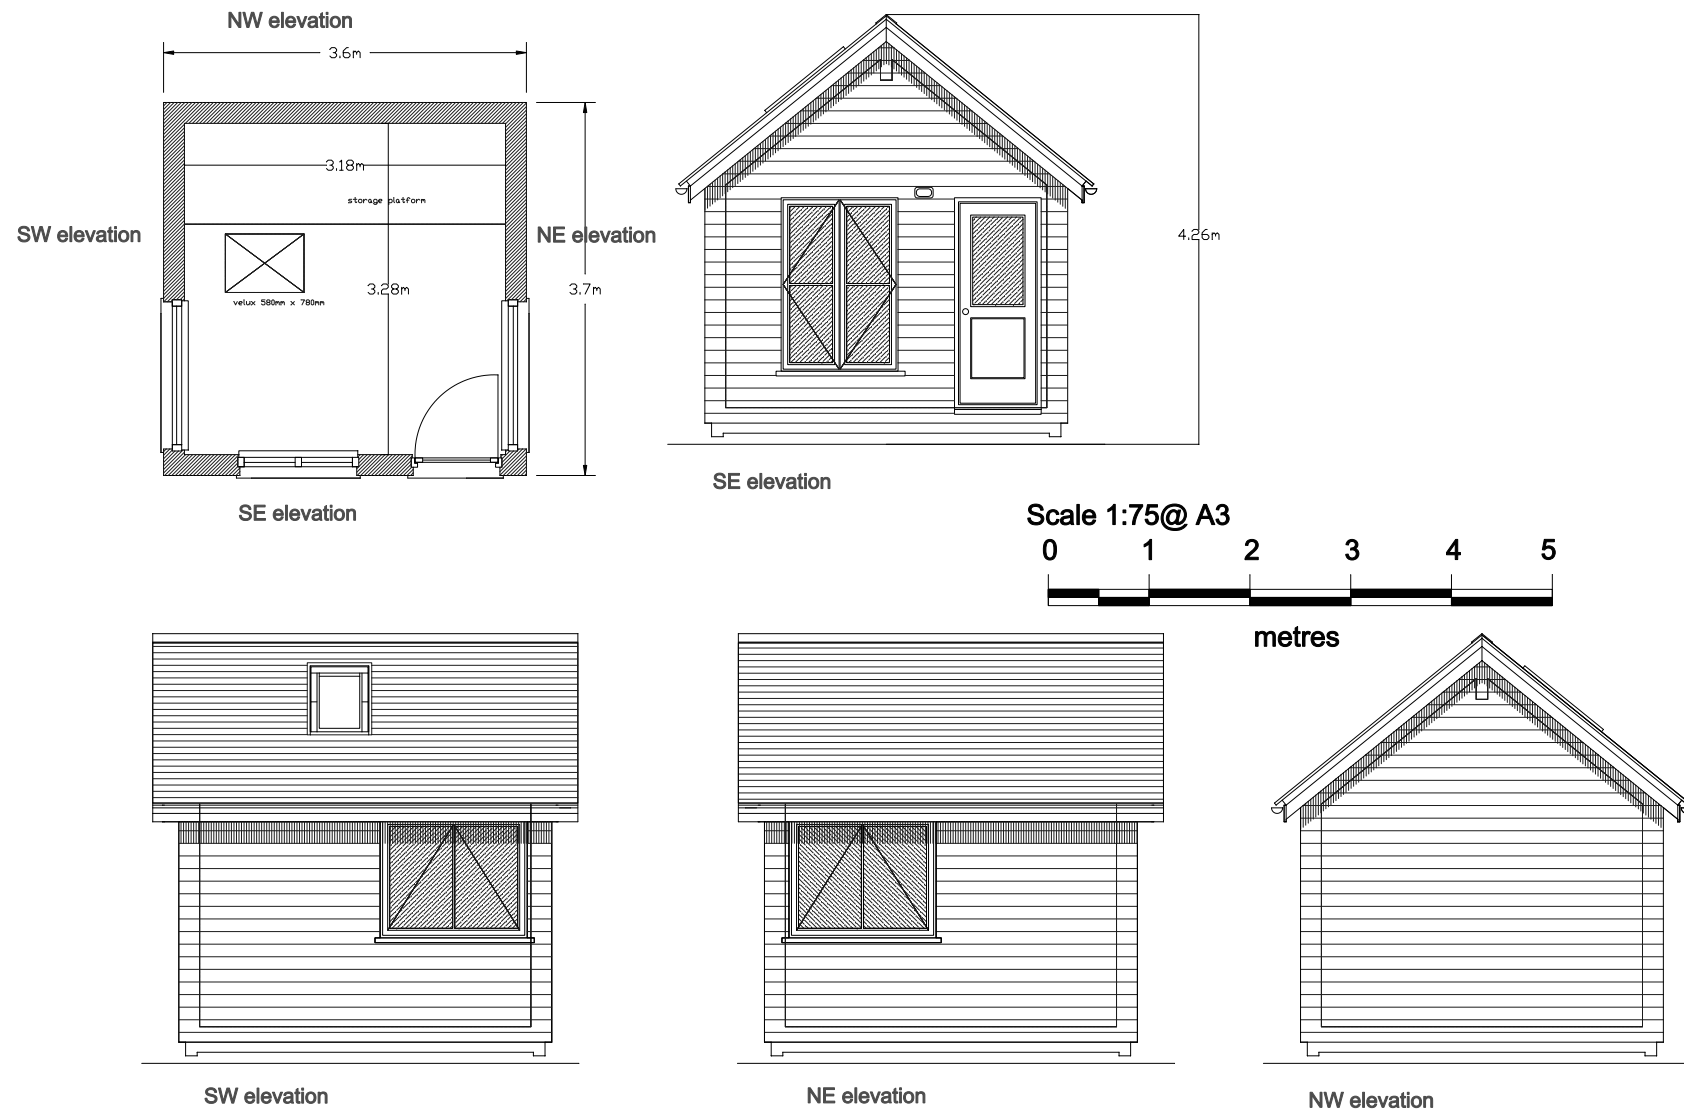 NW elevation
3.6m
3.18m
storage platform
SW elevation
NE elevation
4.26m
3.28m
3.7m
velux 580mm x 780mm
SE elevation
SE elevation
Scale 1:75@ A3
0 1 2 3 4 5
metres
SW elevation
NE elevation
NW elevation